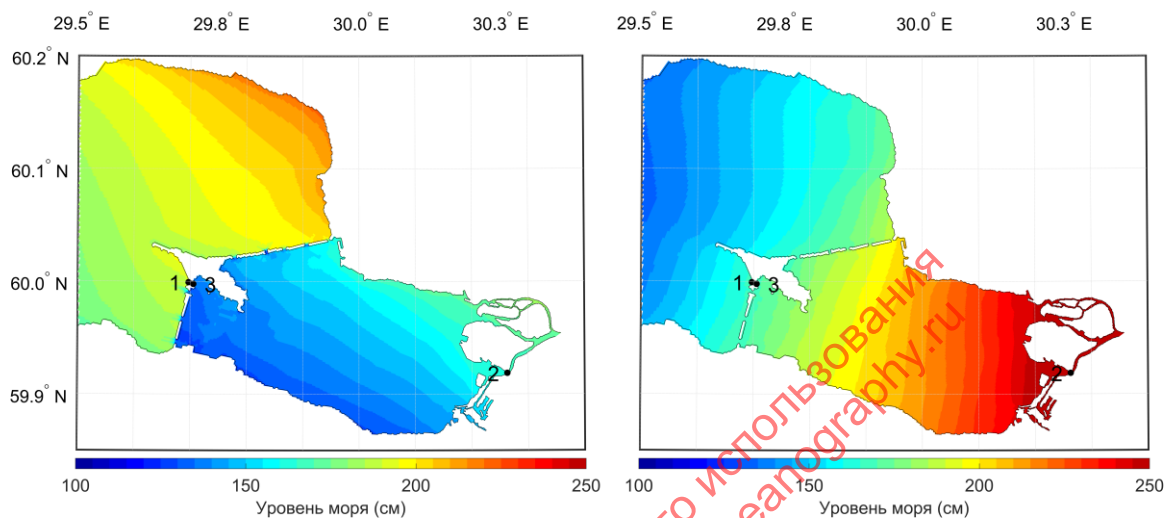 29.5° E 29.8° E 30.0° E 30.3° E
60.2° N
60.1° N
60.0° N
59.9° N
1 3
2
100 150 200 250
Уровень моря (см)
29.5° E 29.8° E 30.0° E 30.3° E
1 3
2
100 150 200 250
Уровень моря (см)
то использования
eanography.ru